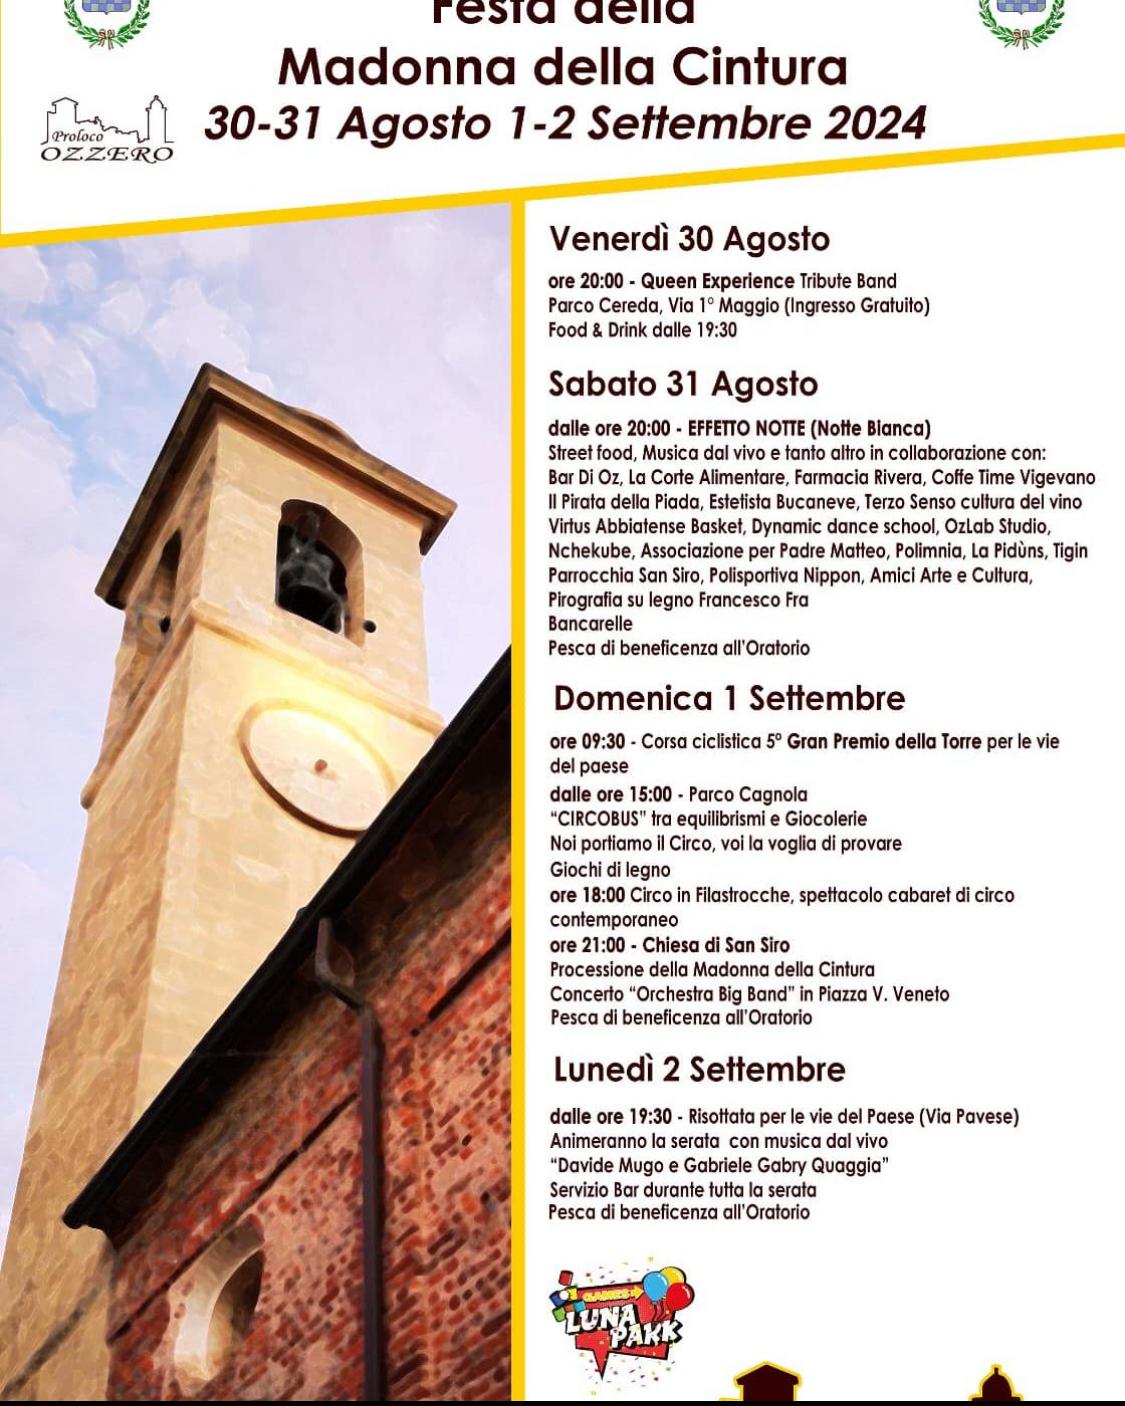 Festa della
Madonna della Cintura
30-31 Agosto 1-2 Settembre 2024
Proloco
OZZERO
Venerdì 30 Agosto
ore 20:00 - Queen Experience Tribute Band
Parco Cereda, Via 1° Maggio (Ingresso Gratuito)
Food & Drink dalle 19:30
Sabato 31 Agosto
dalle ore 20:00 - EFFETTO NOTTE (Notte Bianca)
Street food, Musica dal vivo e tanto altro in collaborazione con:
Bar Di Oz, La Corte Alimentare, Farmacia Rivera, Coffe Time Vigevano
Il Pirata della Piada, Estetista Bucaneve, Terzo Senso cultura del vino
Virtus Abbiatense Basket, Dynamic dance school, OzLab Studio,
Nchekube, Associazione per Padre Matteo, Polimnia, La Pidùns, Tigin
Parrocchia San Siro, Polisportiva Nippon, Amici Arte e Cultura,
Pirografia su legno Francesco Fra
Bancarelle
Pesca di beneficenza all'Oratorio
Domenica 1 Settembre
ore 09:30 - Corsa ciclistica 5° Gran Premio della Torre per le vie
del paese
dalle ore 15:00 - Parco Cagnola
“CIRCOBUS” tra equilibrismi e Giocolerie
Noi portiamo il Circo, voi la voglia di provare
Giochi di legno
ore 18:00 Circo in Filastrocche, spettacolo cabaret di circo
contemporaneo
ore 21:00 - Chiesa di San Siro
Processione della Madonna della Cintura
Concerto “Orchestra Big Band” in Piazza V. Veneto
Pesca di beneficenza all'Oratorio
Lunedì 2 Settembre
dalle ore 19:30 - Risottata per le vie del Paese (Via Pavese)
Animeranno la serata con musica dal vivo
“Davide Mugo e Gabriele Gabry Quaggia”
Servizio Bar durante tutta la serata
Pesca di beneficenza all'Oratorio
GAMES
LUNA
PARK